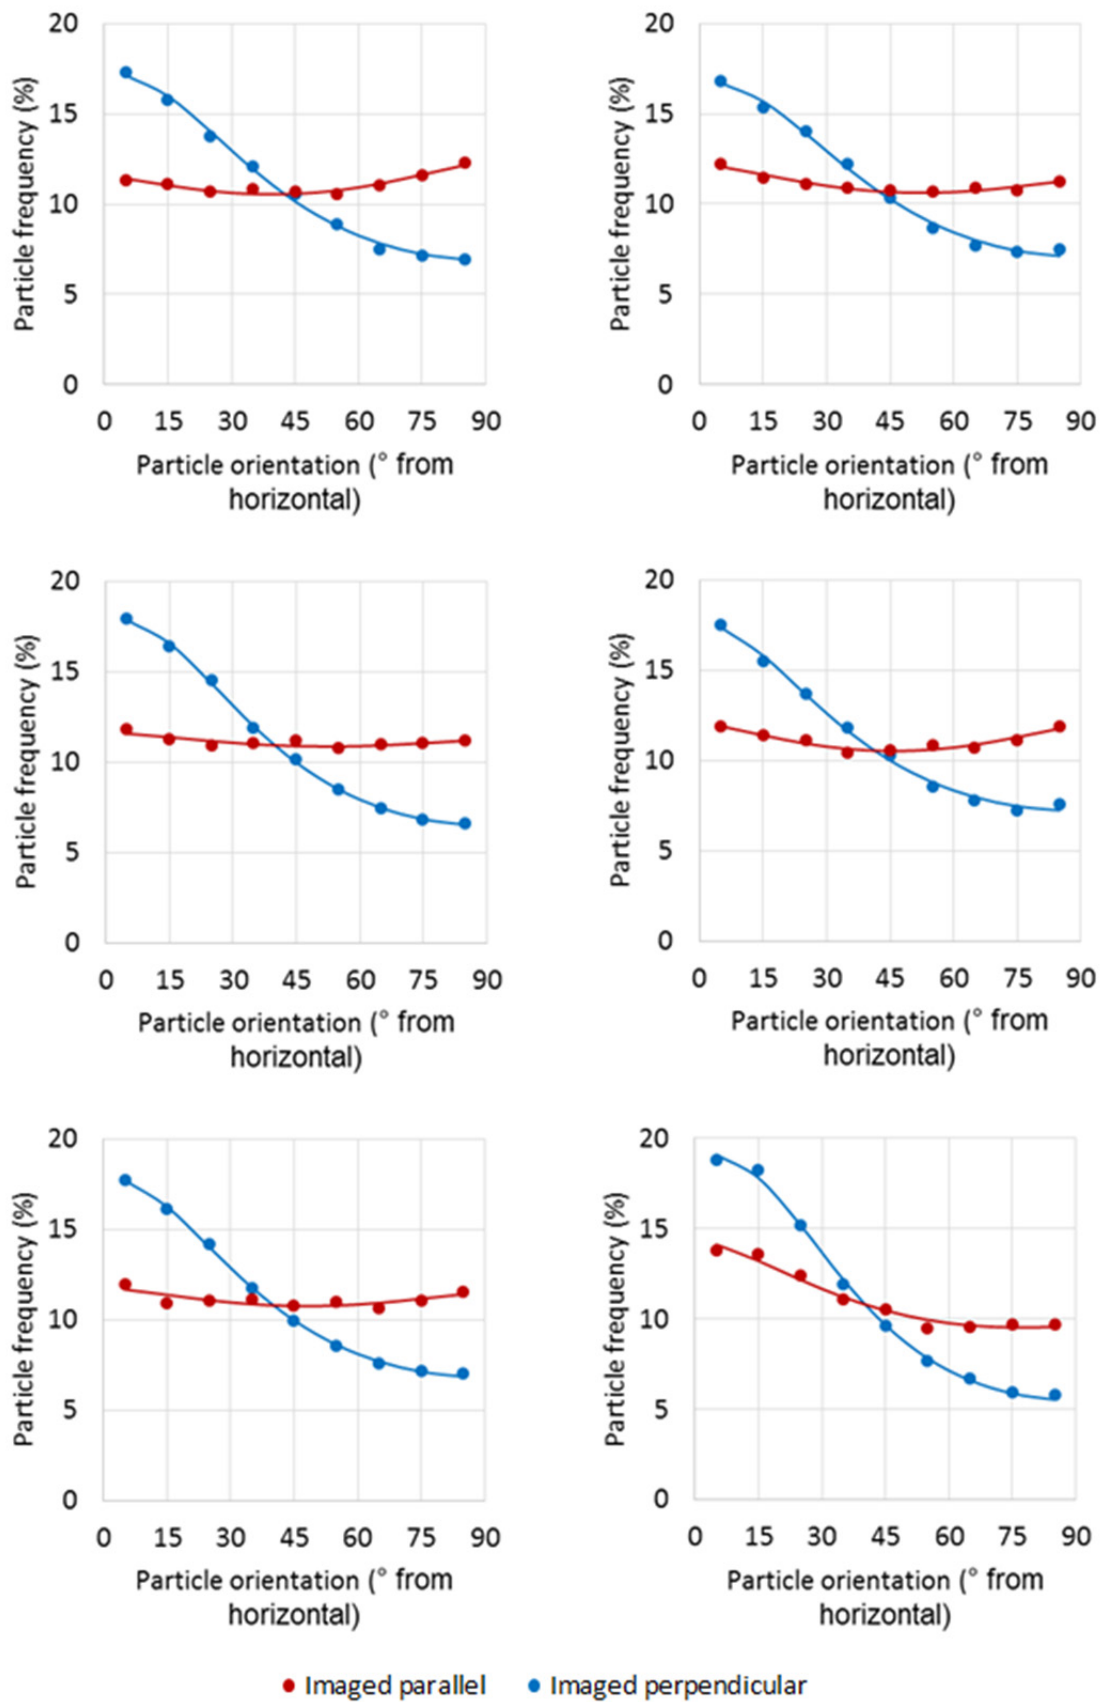 20
15
10
5
0
Particle frequency (%)
0 15 30 45 60 75 90
Particle orientation (° from
horizontal)
20
15
10
5
0
Particle frequency (%)
0 15 30 45 60 75 90
Particle orientation (° from
horizontal)
20
15
10
5
0
Particle frequency (%)
0 15 30 45 60 75 90
Particle orientation (° from
horizontal)
20
15
10
5
0
Particle frequency (%)
0 15 30 45 60 75 90
Particle orientation (° from
horizontal)
20
15
10
5
0
Particle frequency (%)
0 15 30 45 60 75 90
Particle orientation (° from
horizontal)
20
15
10
5
0
Particle frequency (%)
0 15 30 45 60 75 90
Particle orientation (° from
horizontal)
Imaged parallel Imaged perpendicular